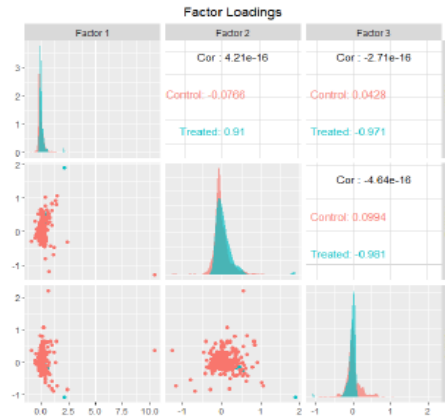 Factor Loadings
Factor 1 Factor 2 Factor 3
Cor : 4.21e-16
Control: -0.0766
Treated: 0.91
Cor : -2.71e-16
Control: 0.0428
Treated: -0.971
Cor : -4.64e-16
Control: 0.0994
Treated: -0.981
3
2
1
0
2
1
0
-1
2
1
0
-1
0.0 2.5 5.0 7.5 10.0 -1 0 1 2 -1 0 1 2